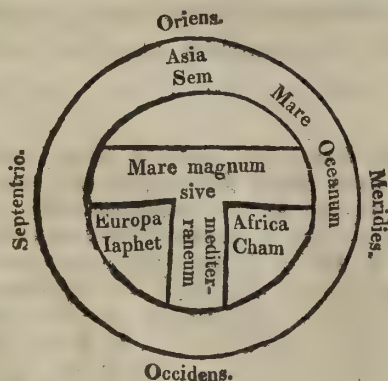 Oriens.
Asia
Sem
Mare Oceanum
Septentrio.
Meridies.
Mare magnum
sive
mediter-
raneum
Europa
Iaphet
Africa
Cham
Occidens.